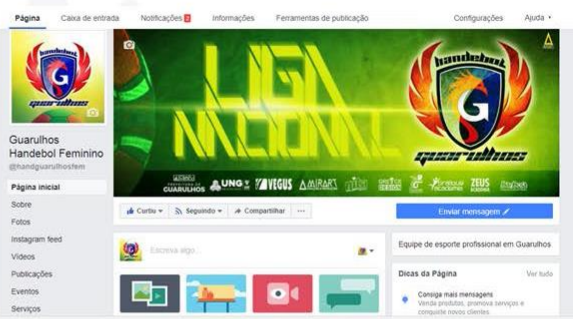 Página Caixa de entrada Notificações 2 Informações Ferramentas de publicação Configurações Ajuda
handebol
G
guarulhos
LIGA
NACIONAL
handebol
G
guarulhos
Guarulhos
Handebol Feminino
@handguarulhosfem
GUARULHOS UNG VEGUS AMIRART ZEUS
Página inicial
Sobre
Fotos
Instagram feed
Vídeos
Publicações
Eventos
Serviços
Curtiu Seguindo Compartilhar ...
Enviar mensagem
Escreva algo...
Equipe de esporte profissional em Guarulhos
Dicas da Página Ver tudo
Consiga mais mensagens
Venda produtos, promova serviços e
conquiste novos clientes.